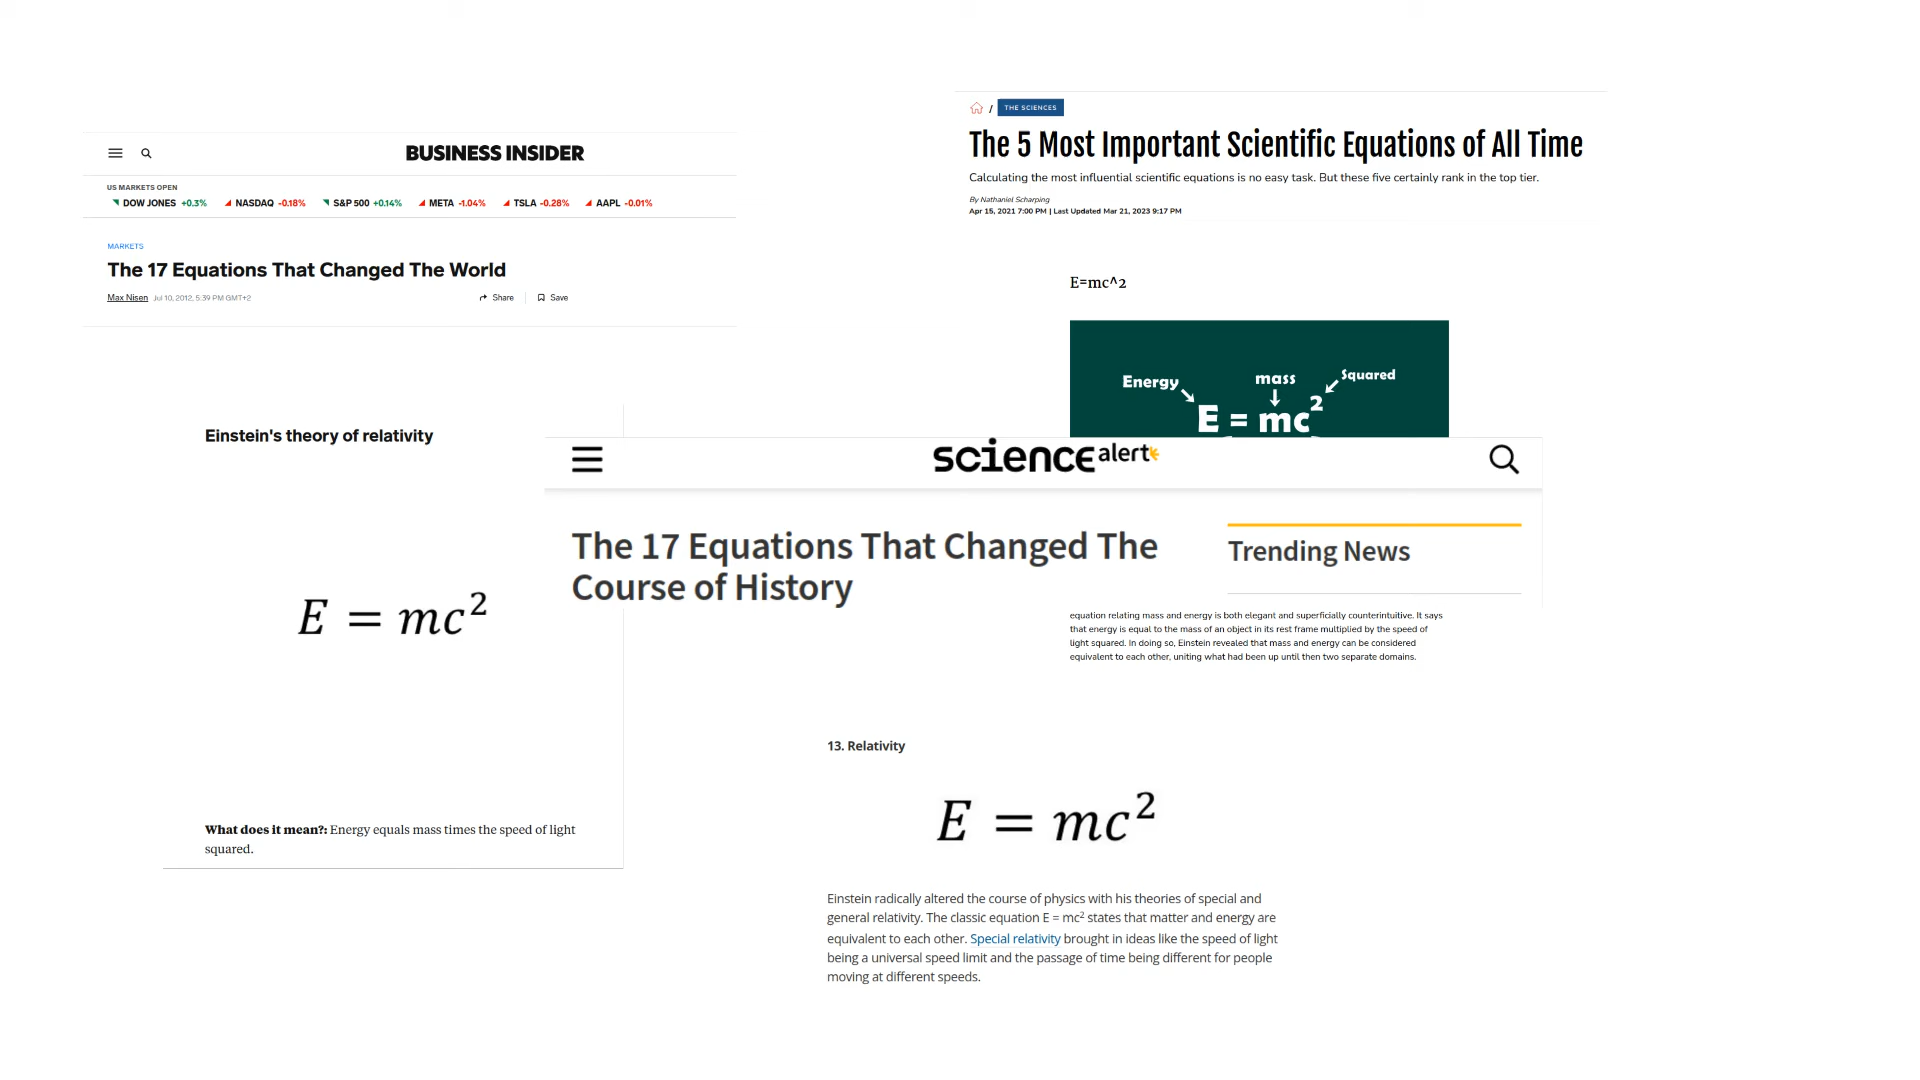 BUSINESS INSIDER
US MARKETS OPEN
DOW JONES +0.3% NASDAQ -0.18% S&P 500 +0.14% META -1.04% TSLA -0.28% AAPL -0.01%
MARKETS
The 17 Equations That Changed The World
Max Nisen Jul 10, 2012, 5:39 PM GMT+2 Share Save
Einstein's theory of relativity
E = mc²
What does it mean?: Energy equals mass times the speed of light
squared.
/ THE SCIENCES
The 5 Most Important Scientific Equations of All Time
Calculating the most influential scientific equations is no easy task. But these five certainly rank in the top tier.
By Nathaniel Scharping
Apr 15, 2021 7:00 PM | Last Updated Mar 21, 2023 9:17 PM
E=mc^2
Energy mass Squared
E = mc²
science alert
The 17 Equations That Changed The
Course of History
Trending News
equation relating mass and energy is both elegant and superficially counterintuitive. It says
that energy is equal to the mass of an object in its rest frame multiplied by the speed of
light squared. In doing so, Einstein revealed that mass and energy can be considered
equivalent to each other, uniting what had been up until then two separate domains.
13. Relativity
E = mc²
Einstein radically altered the course of physics with his theories of special and
general relativity. The classic equation E = mc² states that matter and energy are
equivalent to each other. Special relativity brought in ideas like the speed of light
being a universal speed limit and the passage of time being different for people
moving at different speeds.